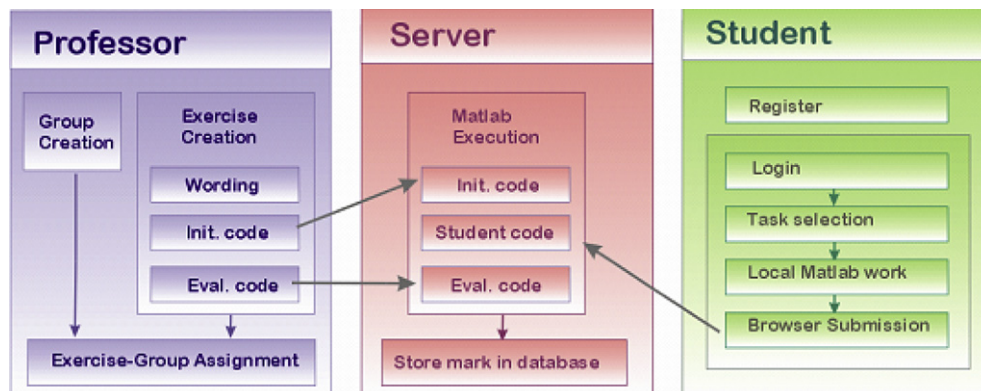 Professor
Group
Creation
Exercise
Creation
Wording
Init. code
Eval. code
Exercise-Group Assignment
Server
Matlab
Execution
Init. code
Student code
Eval. code
Store mark in database
Student
Register
Login
Task selection
Local Matlab work
Browser Submission